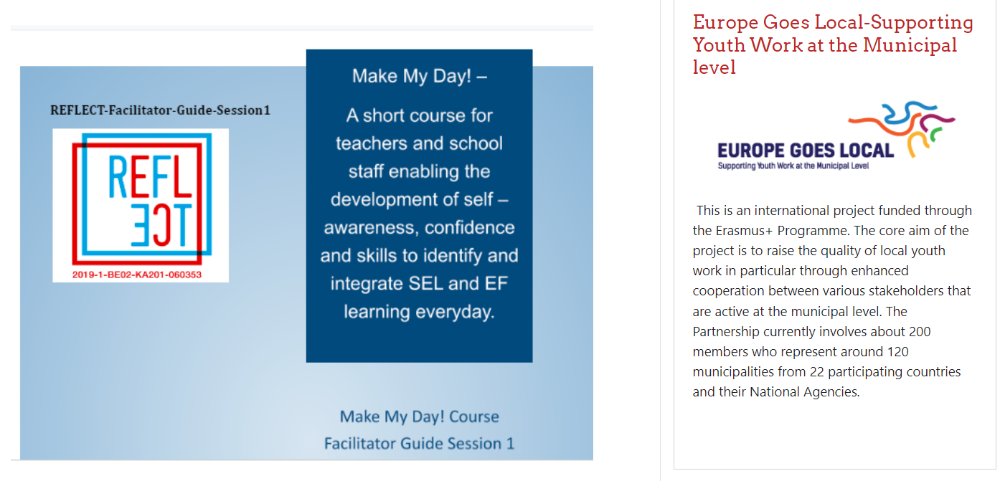 REFLECT-Facilitator-Guide-Session1
REFL
ECT
2019-1-BE02-KA201-060353
Make My Day! –
A short course for
teachers and school
staff enabling the
development of self –
awareness, confidence
and skills to identify and
integrate SEL and EF
learning everyday.
Make My Day! Course
Facilitator Guide Session 1
Europe Goes Local-Supporting
Youth Work at the Municipal
level
EUROPE GOES LOCAL
Supporting Youth Work at the Municipal Level
This is an international project funded through
the Erasmus+ Programme. The core aim of the
project is to raise the quality of local youth
work in particular through enhanced
cooperation between various stakeholders that
are active at the municipal level. The
Partnership currently involves about 200
members who represent around 120
municipalities from 22 participating countries
and their National Agencies.